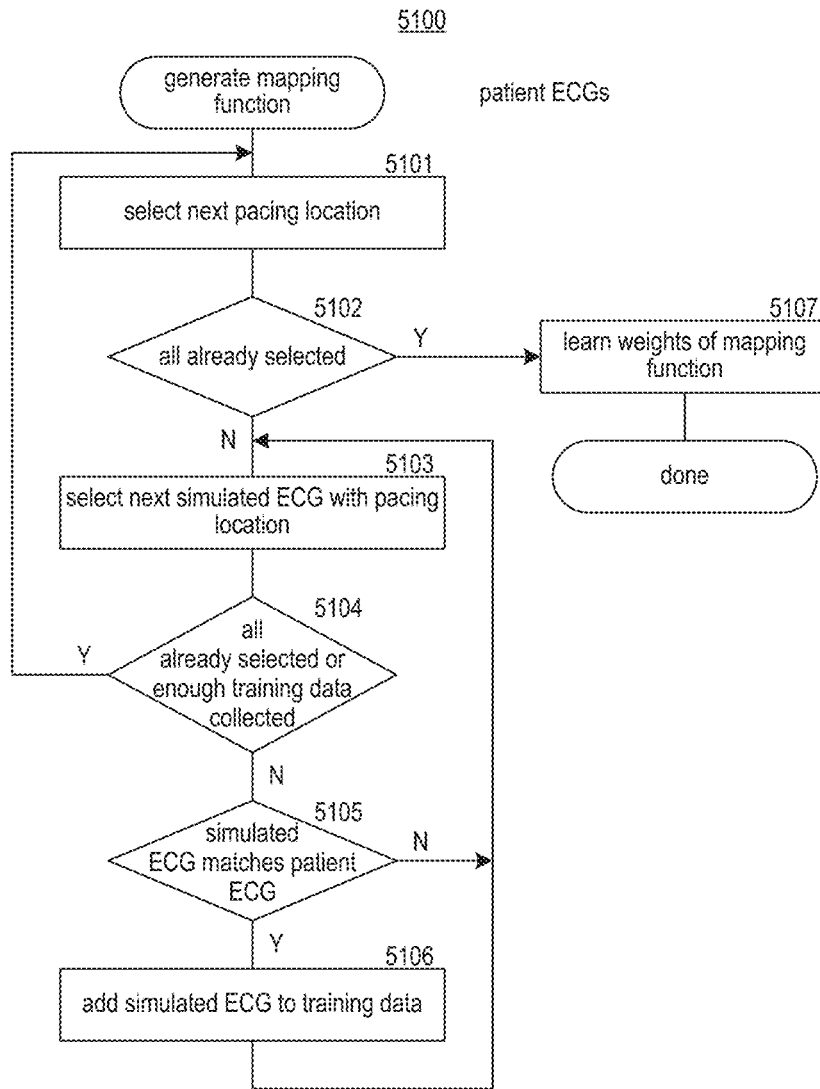 5100
generate mapping
function
patient ECGs
5101
select next pacing location
5102
all already selected
Y
N
5107
learn weights of mapping
function
done
5103
select next simulated ECG with pacing
location
5104
all
already selected or
enough training data
collected
Y
N
5105
simulated
ECG matches patient
ECG
N
Y
5106
add simulated ECG to training data